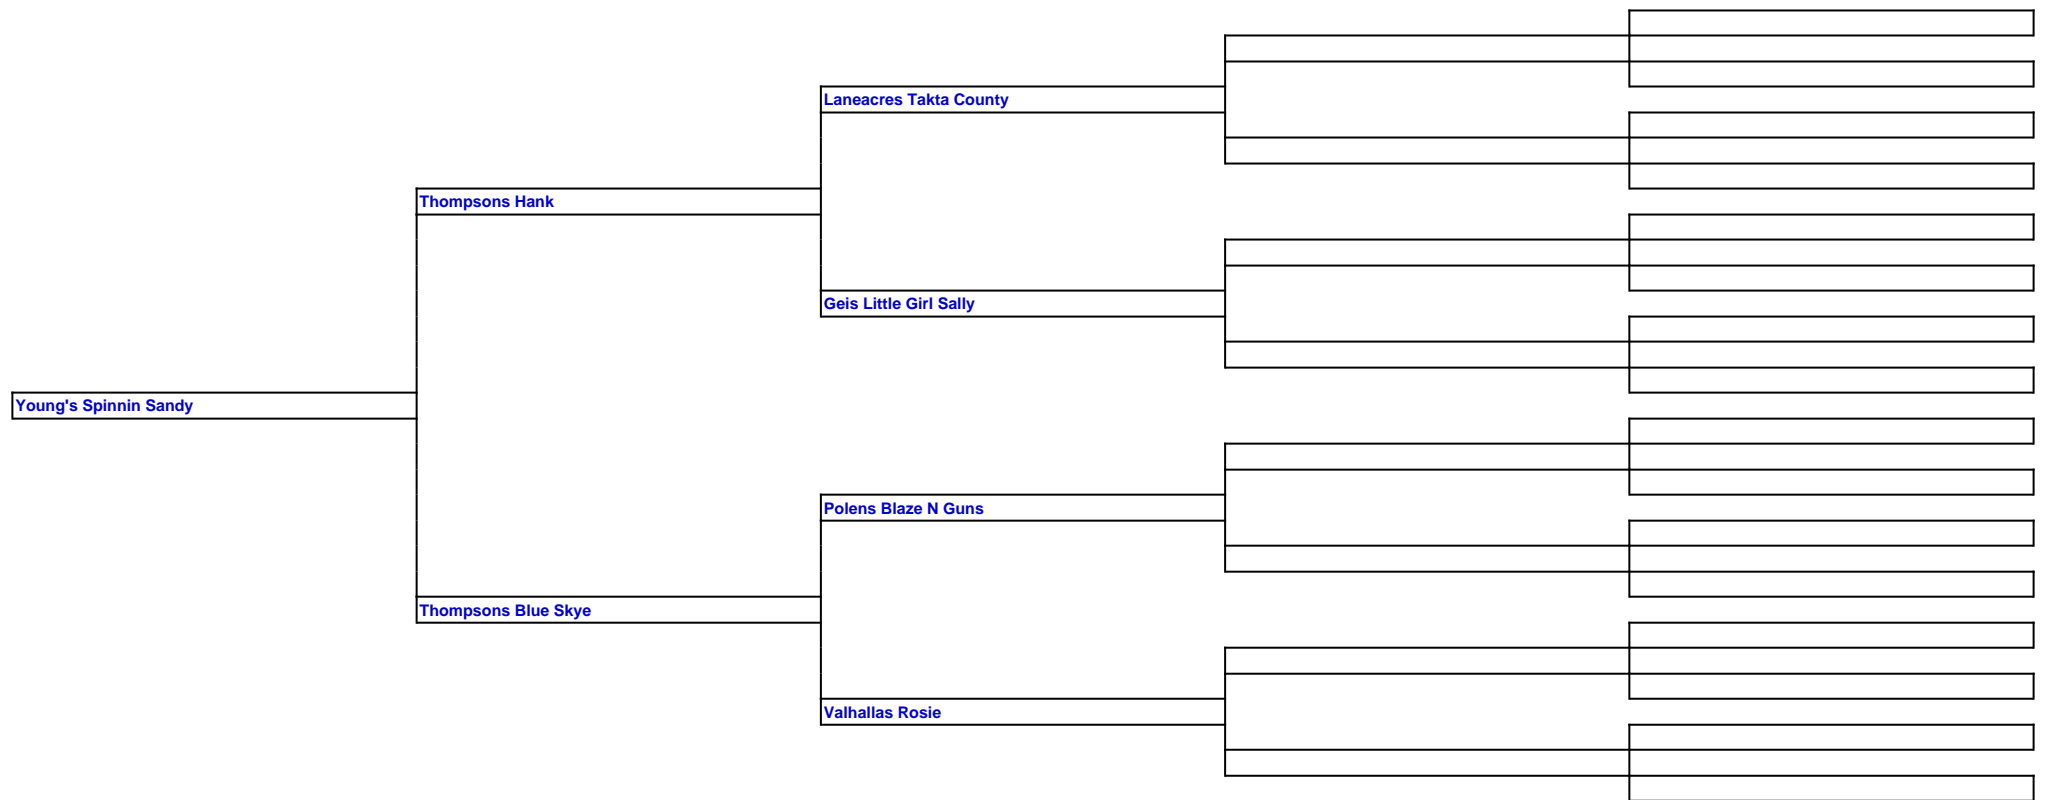 Laneacres Takta County
Thompsons Hank
Geis Little Girl Sally
Young's Spinnin Sandy
Polens Blaze N Guns
Thompsons Blue Skye
Valhallas Rosie